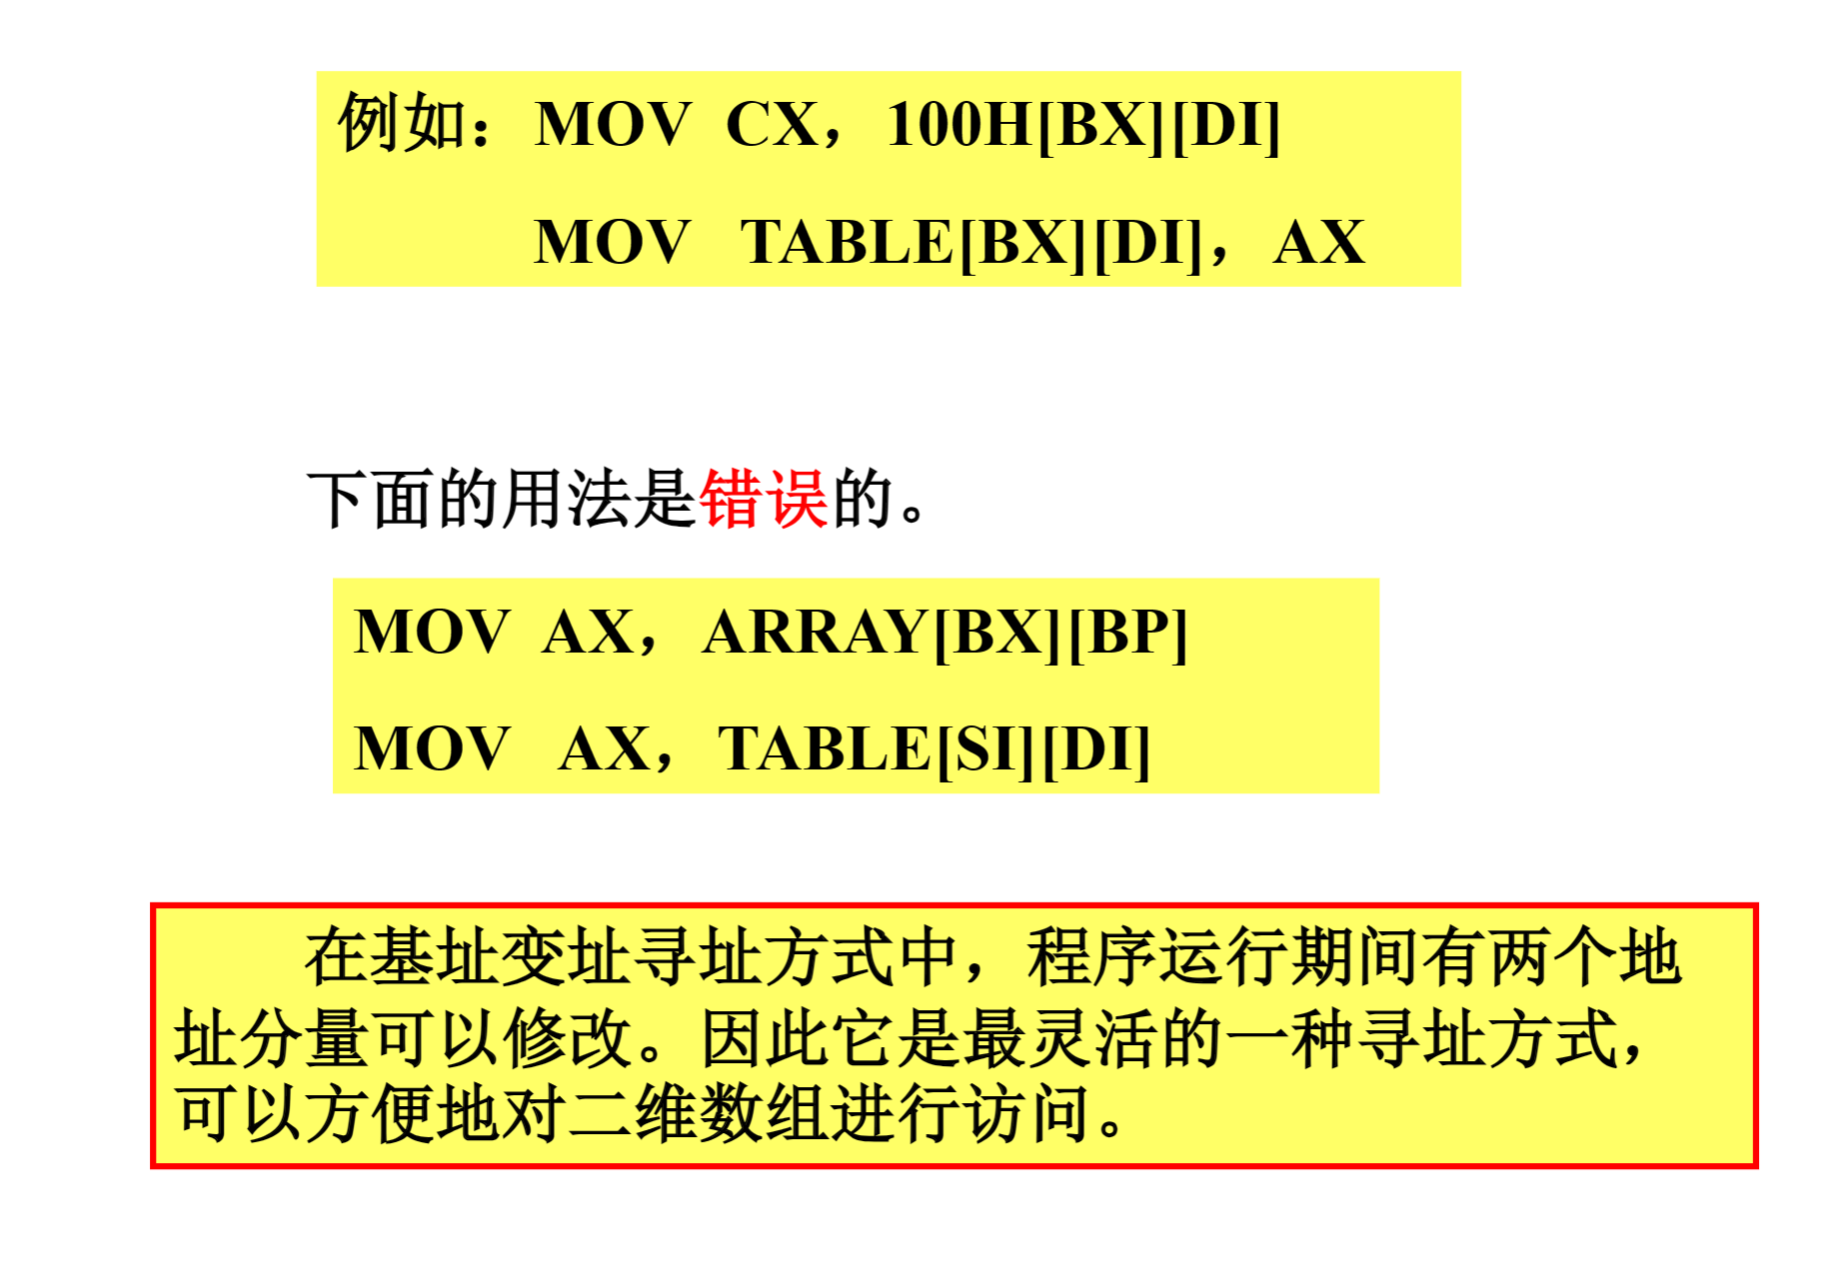 例如：MOV CX，100H[BX][DI]
MOV TABLE[BX][DI]，AX
下面的用法是错误的。
MOV AX，ARRAY[BX][BP]
MOV AX，TABLE[SI][DI]
在基址变址寻址方式中，程序运行期间有两个地
址分量可以修改。因此它是最灵活的一种寻址方式，
可以方便地对二维数组进行访问。